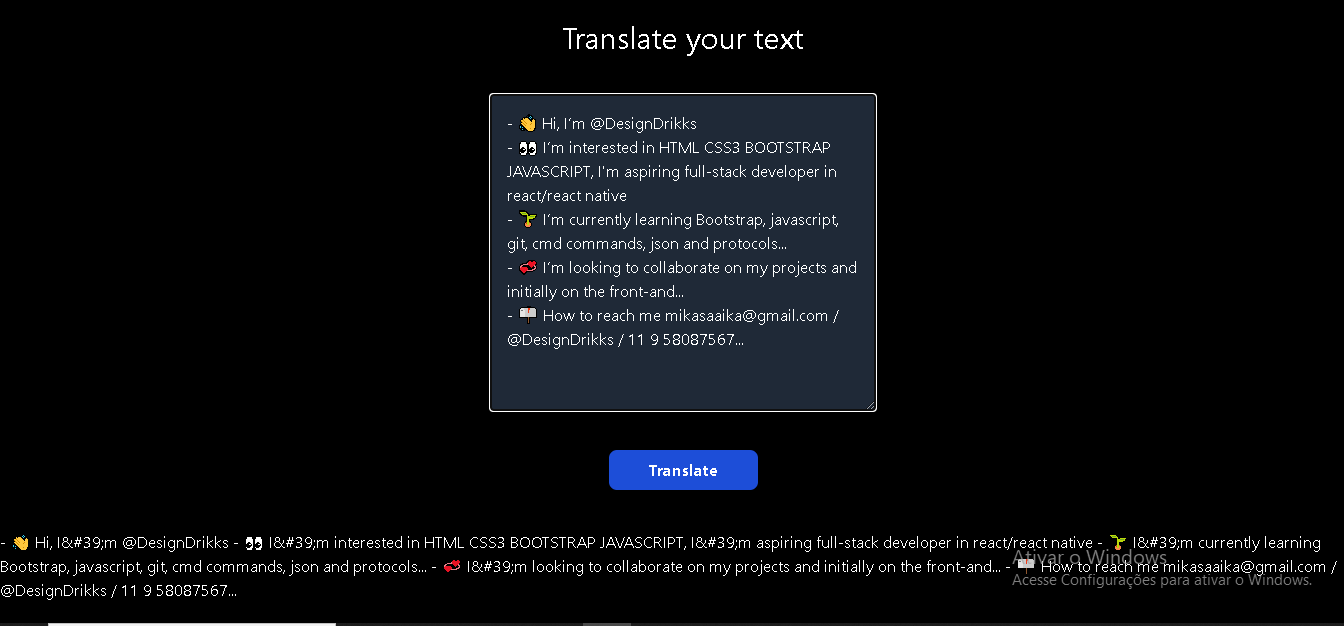 Translate your text
- 👋 Hi, I'm @DesignDrikks
- 👀 I'm interested in HTML CSS3 BOOTSTRAP
JAVASCRIPT, I'm aspiring full-stack developer in
react/react native
- 🌱 I'm currently learning Bootstrap, javascript,
git, cmd commands, json and protocols...
- 💞️ I'm looking to collaborate on my projects and
initially on the front-and...
- 📫 How to reach me mikasaaika@gmail.com /
@DesignDrikks / 11 9 58087567...
Translate
- 👋 Hi, I&#39;m @DesignDrikks - 👀 I&#39;m interested in HTML CSS3 BOOTSTRAP JAVASCRIPT, I&#39;m aspiring full-stack developer in react/react native - 🌱 I&#39;m currently learning
Bootstrap, javascript, git, cmd commands, json and protocols... - 💞️ I&#39;m looking to collaborate on my projects and initially on the front-and... - 📫 How to reach me mikasaaika@gmail.com /
@DesignDrikks / 11 9 58087567...
Ativar o Windows
Acesse Configurações para ativar o Windows.